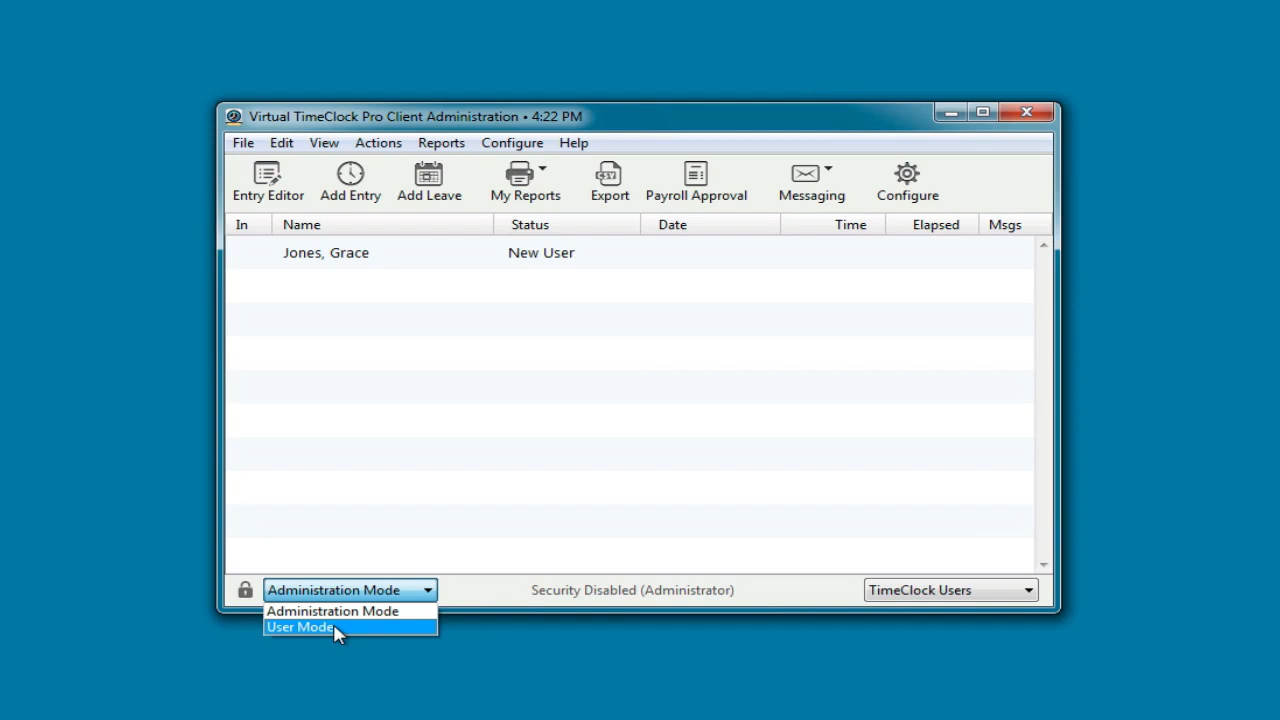 Virtual TimeClock Pro Client Administration • 4:22 PM
File Edit View Actions Reports Configure Help
Entry Editor Add Entry Add Leave My Reports Export Payroll Approval Messaging Configure
In Name Status Date Time Elapsed Msgs
Jones, Grace New User
Administration Mode Security Disabled (Administrator) TimeClock Users
Administration Mode
User Mode